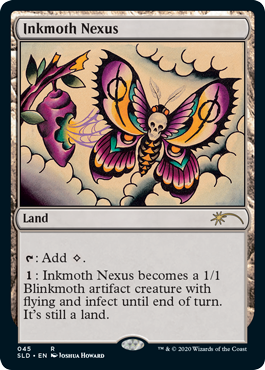 Inkmoth Nexus
Land
: Add .
1 : Inkmoth Nexus becomes a 1/1
Blinkmoth artifact creature with
flying and infect until end of turn.
It's still a land.
045 R
SLD • EN Joshua Howard
™ & © 2020 Wizards of the Coast